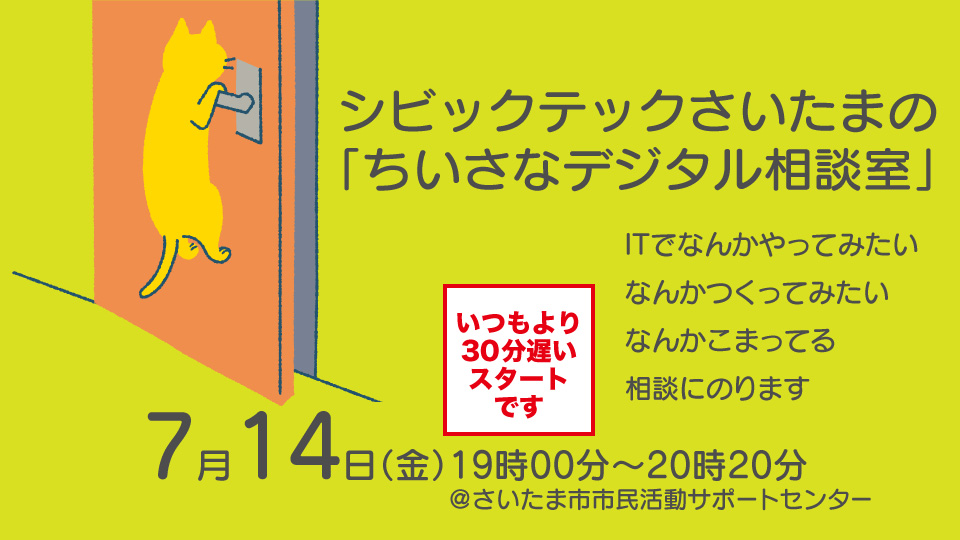 シビックテックさいたまの
「ちいさなデジタル相談室」
ITでなんかやってみたい
なんかつくってみたい
なんかこまってる
相談にのります
いつもより
30分遅い
スタート
です
7月14日(金)19時00分〜20時20分
@さいたま市市民活動サポートセンター